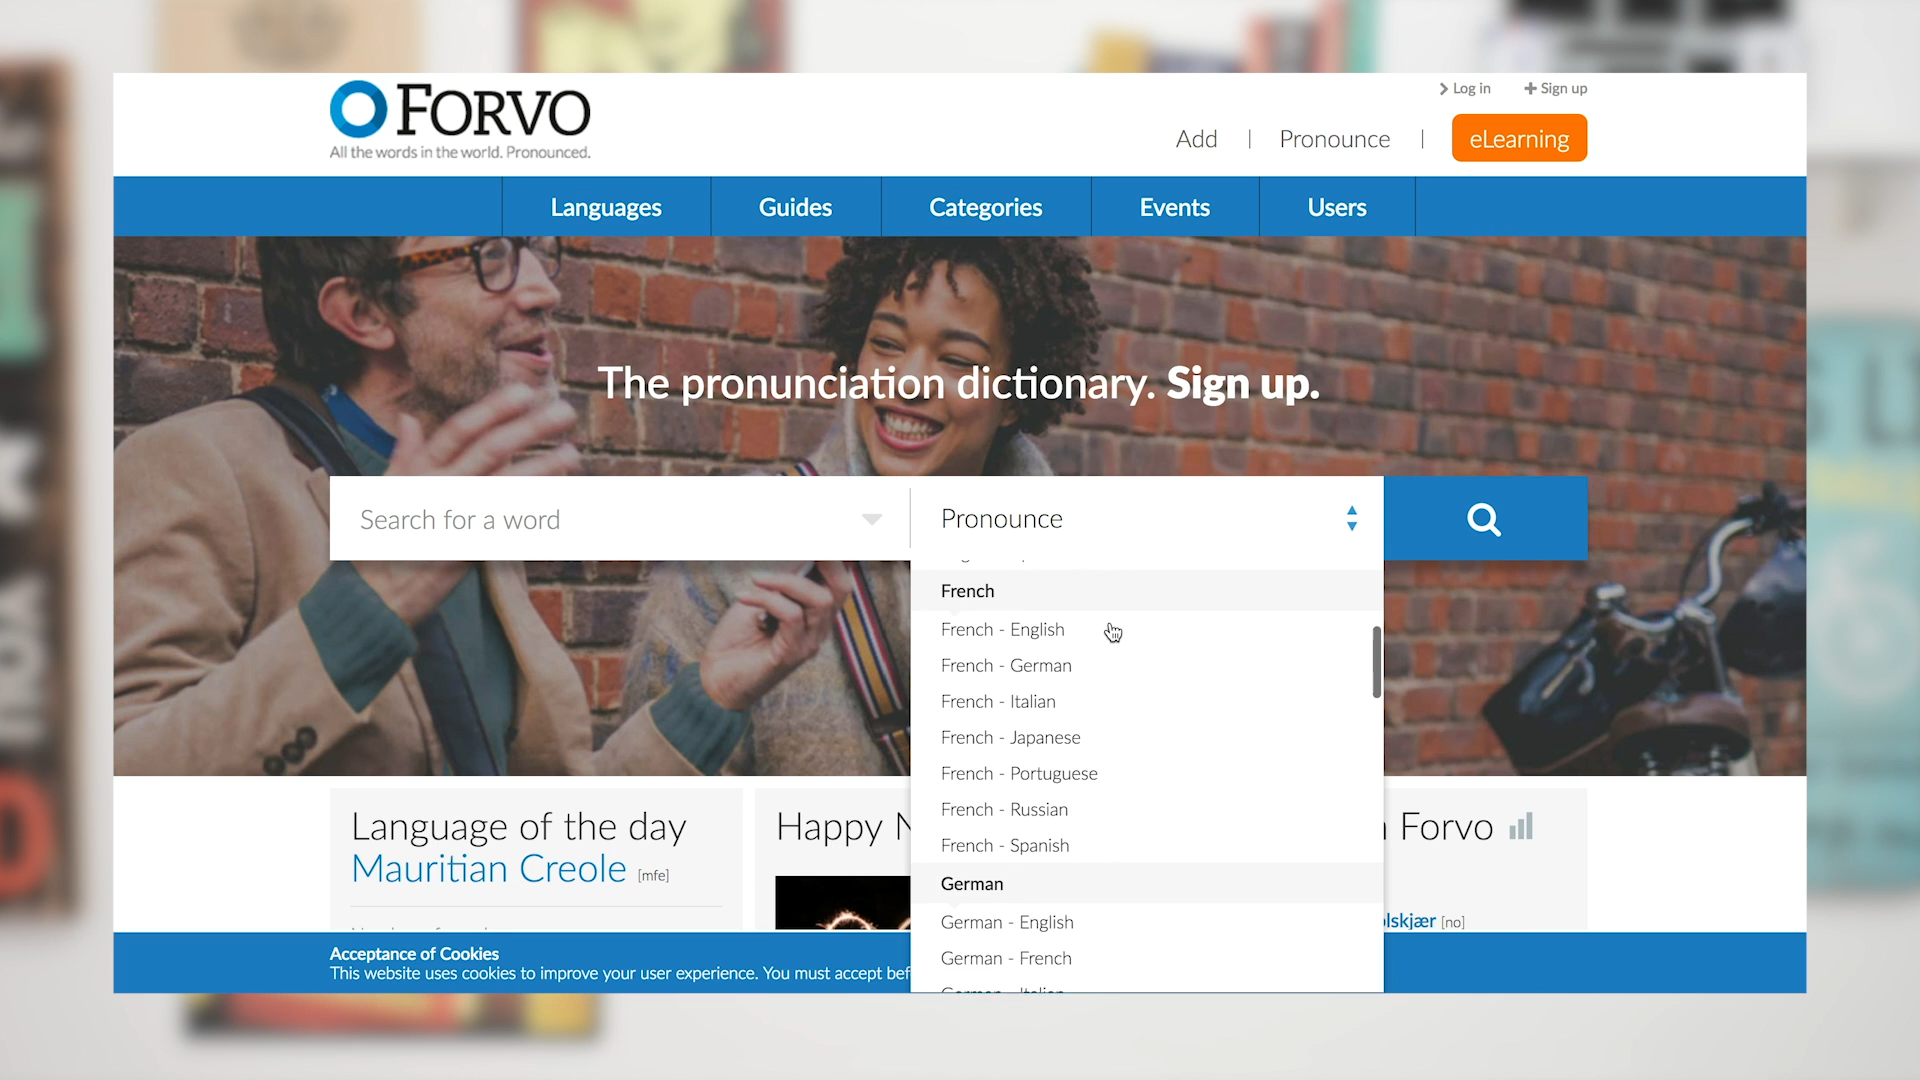 FORVO
All the words in the world. Pronounced.
Log in
Sign up
Add | Pronounce |
eLearning
Languages
Guides
Categories
Events
Users
The pronunciation dictionary. Sign up.
Search for a word
Pronounce
French
French - English
French - German
French - Italian
French - Japanese
French - Portuguese
French - Russian
French - Spanish
German
German - English
German - French
German - Italian
Language of the day
Mauritian Creole [mfe]
Happy
Forvo
[no]
Acceptance of Cookies
This website uses cookies to improve your user experience. You must accept